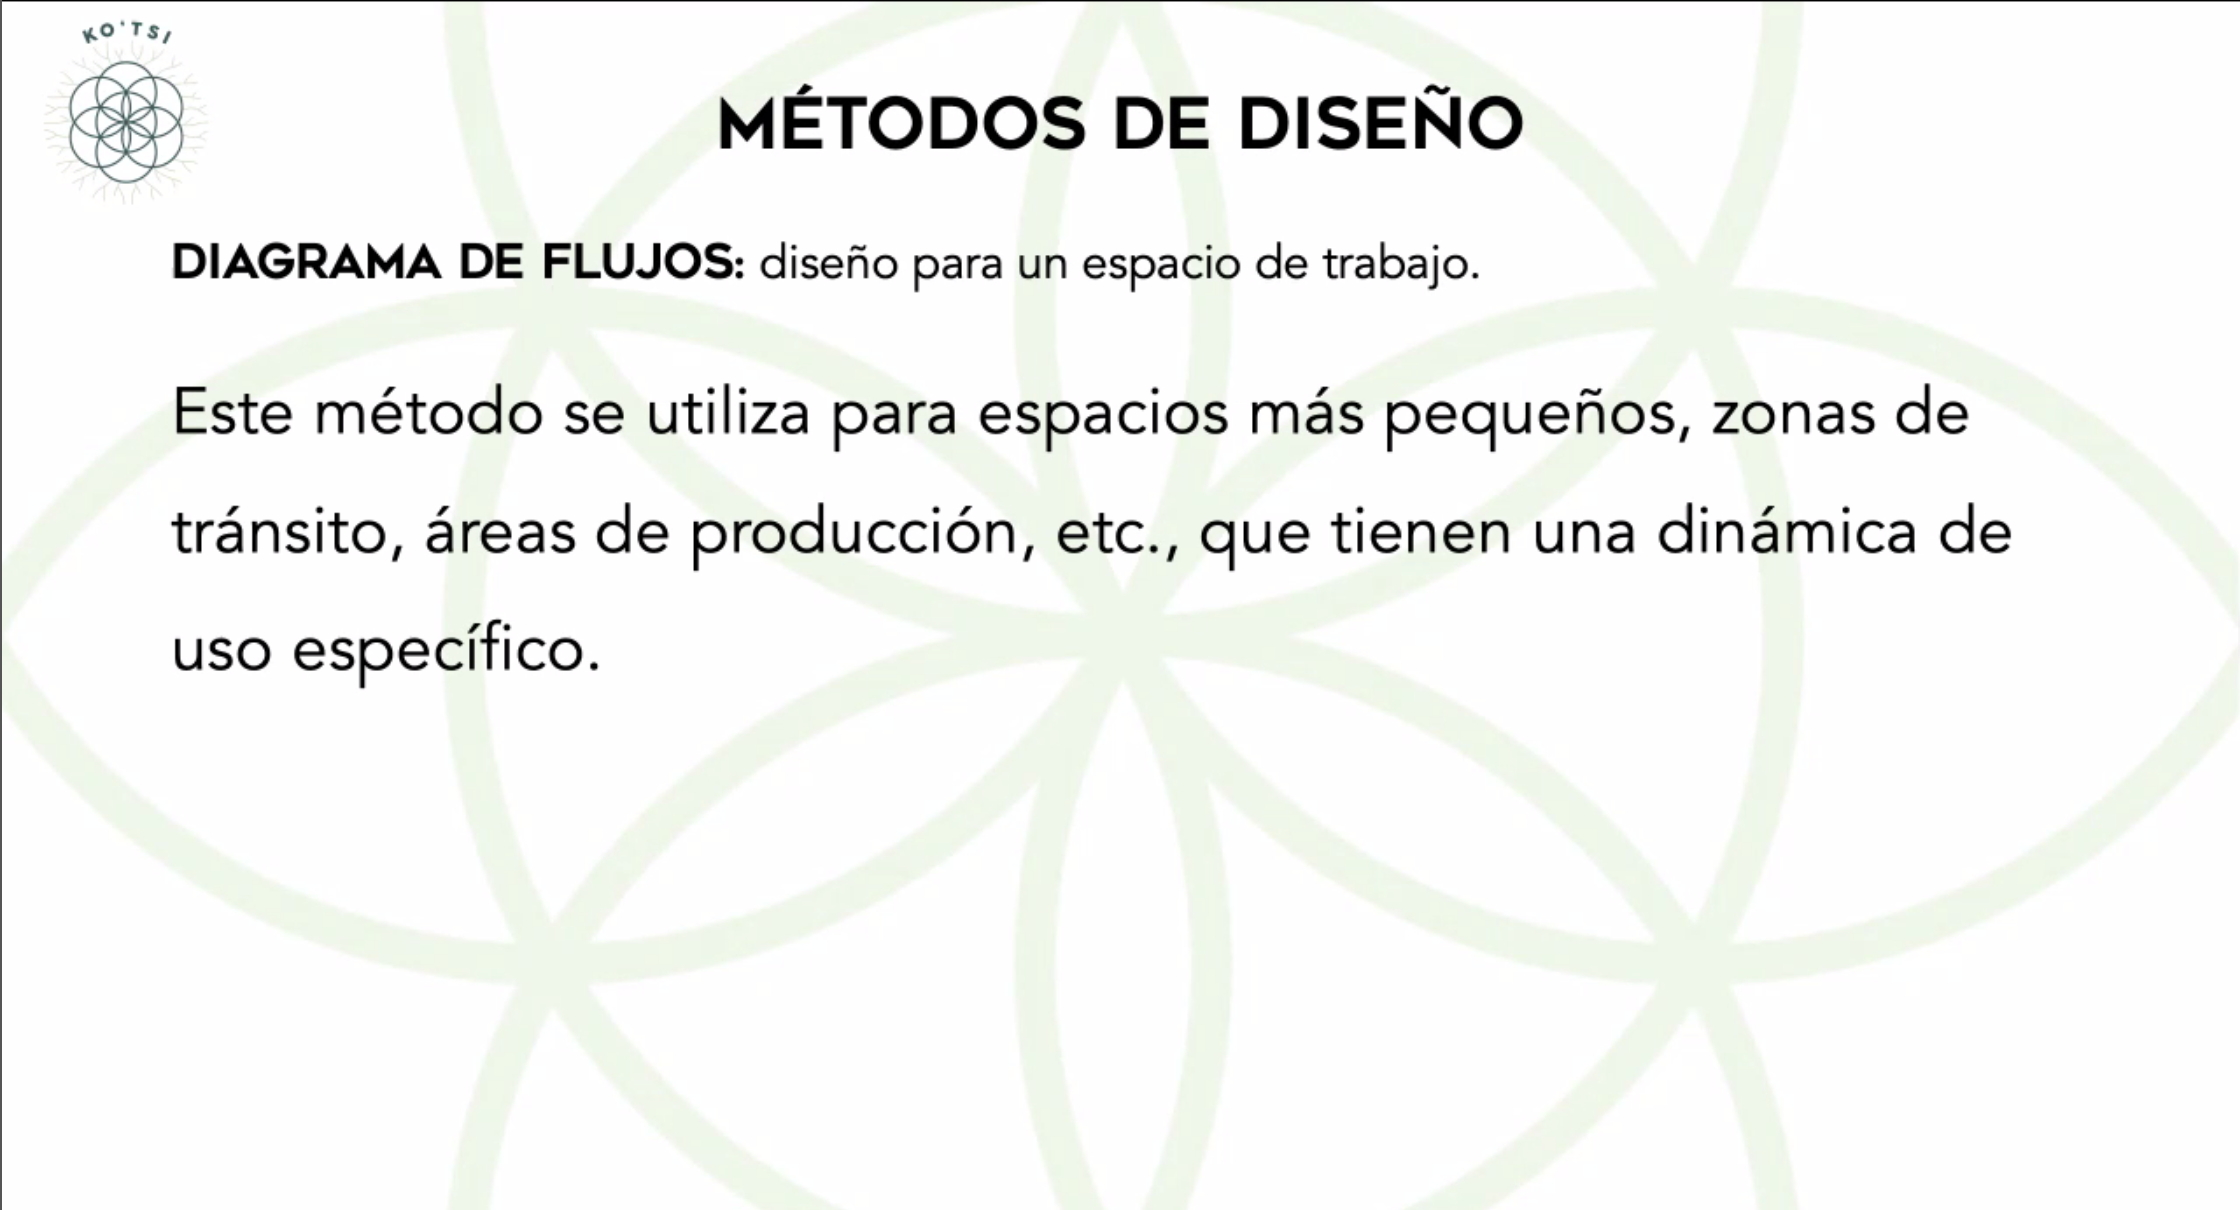 KO'TSI
MÉTODOS DE DISEÑO
DIAGRAMA DE FLUJOS: diseño para un espacio de trabajo.
Este método se utiliza para espacios más pequeños, zonas de
tránsito, áreas de producción, etc., que tienen una dinámica de
uso específico.